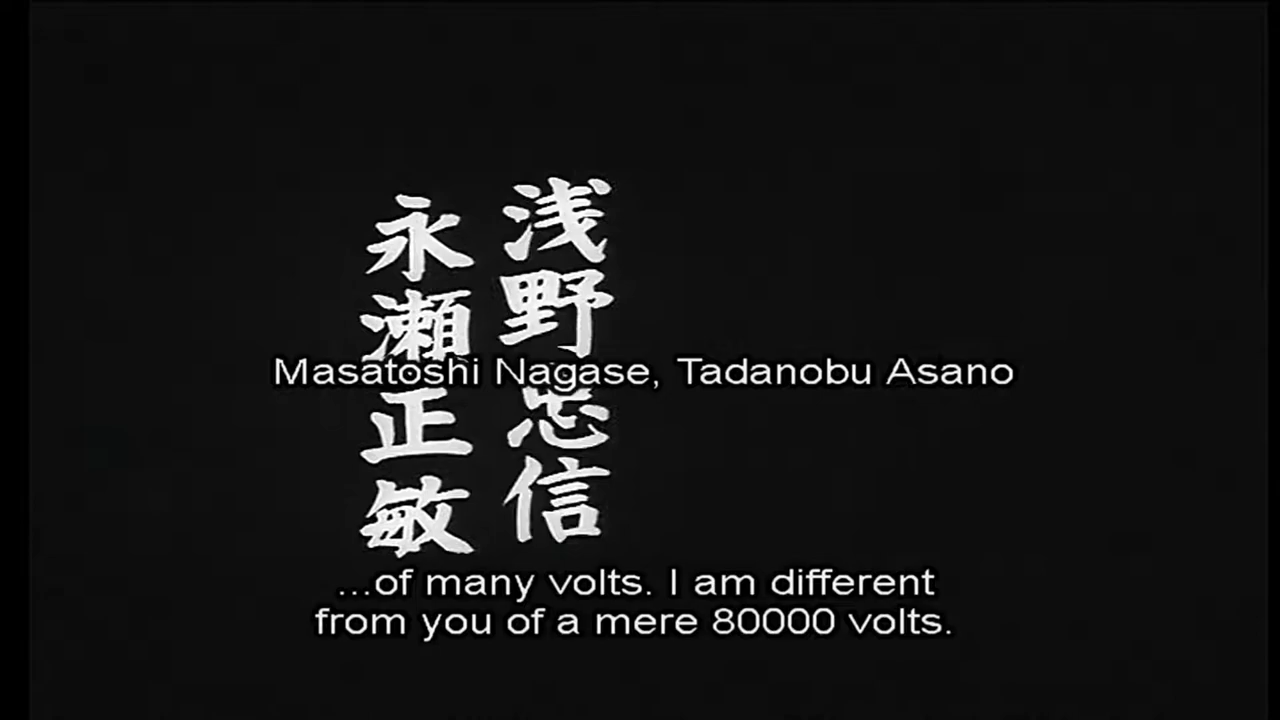 浅野忠信
永瀬正敏
Masatoshi Nagase, Tadanobu Asano
...of many volts. I am different
from you of a mere 80000 volts.